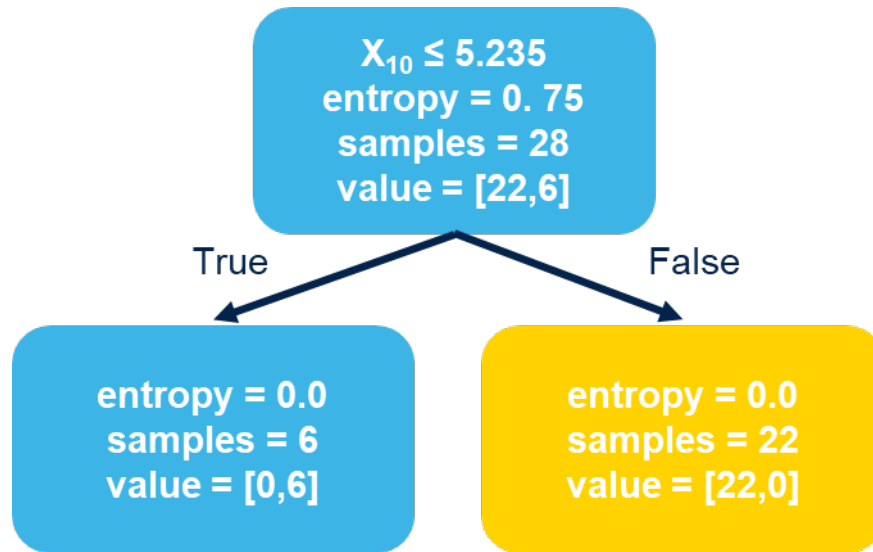 X₁₀ ≤ 5.235
entropy = 0. 75
samples = 28
value = [22,6]
True
False
entropy = 0.0
samples = 6
value = [0,6]
entropy = 0.0
samples = 22
value = [22,0]